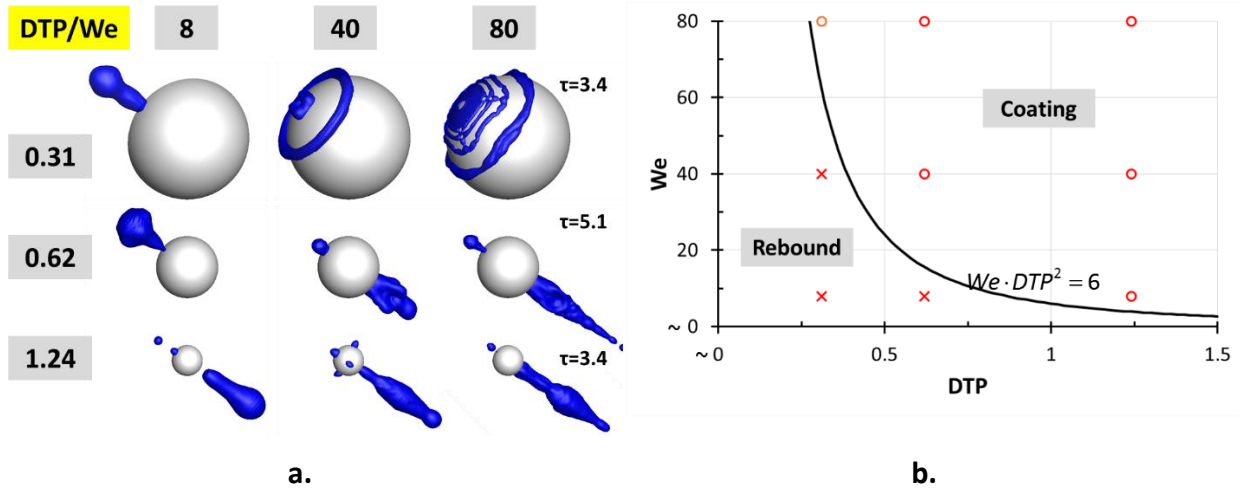 DTP/We 8 40 80
τ=3.4
0.31
τ=5.1
0.62
τ=3.4
1.24
a.
80
60
40
20
~ 0
We
Coating
Rebound
We·DTP² = 6
~ 0 0.5 1 1.5
DTP
b.